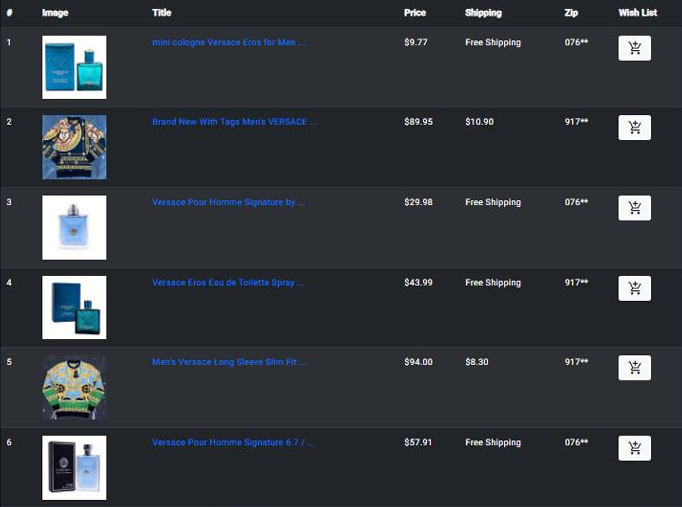 # Image Title Price Shipping Zip Wish List
1 mini cologne Versace Eros for Men ... $9.77 Free Shipping 076**
2 Brand New With Tags Men's VERSACE ... $89.95 $10.90 917**
3 Versace Pour Homme Signature by ... $29.98 Free Shipping 076**
4 Versace Eros Eau de Toilette Spray ... $43.99 Free Shipping 917**
5 Men's Versace Long Sleeve Slim Fit ... $94.00 $8.30 917**
6 Versace Pour Homme Signature 6.7 / ... $57.91 Free Shipping 076**